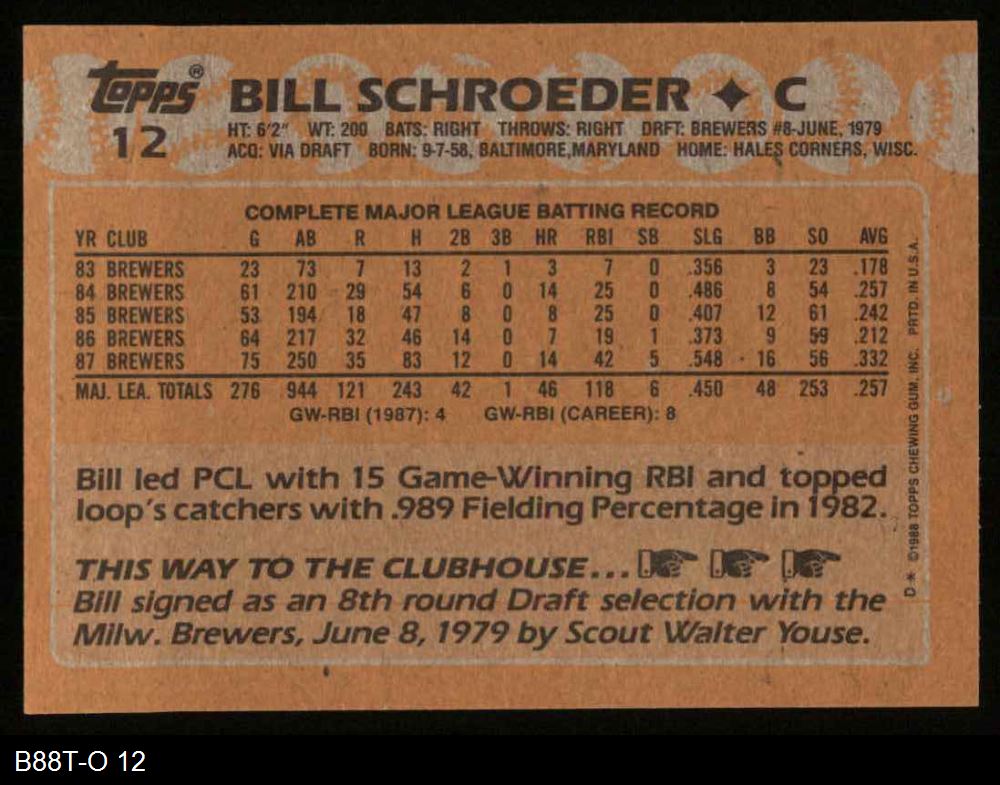 topps®
BILL SCHROEDER ✦ C
12
HT: 6'2" WT: 200 BATS: RIGHT THROWS: RIGHT DRFT: BREWERS #8-JUNE, 1979
ACQ: VIA DRAFT BORN: 9-7-58, BALTIMORE,MARYLAND HOME: HALES CORNERS, WISC.
COMPLETE MAJOR LEAGUE BATTING RECORD
YR CLUB G AB R H 2B 3B HR RBI SB SLG BB SO AVG
83 BREWERS 23 73 7 13 2 1 3 7 0 .356 3 23 .178
84 BREWERS 61 210 29 54 6 0 14 25 0 .486 8 54 .257
85 BREWERS 53 194 18 47 8 0 8 25 0 .407 12 61 .242
86 BREWERS 64 217 32 46 14 0 7 19 1 .373 9 59 .212
87 BREWERS 75 250 35 83 12 0 14 42 5 .548 16 56 .332
MAJ. LEA. TOTALS 276 944 121 243 42 1 46 118 6 .450 48 253 .257
GW-RBI (1987): 4 GW-RBI (CAREER): 8
Bill led PCL with 15 Game-Winning RBI and topped
loop's catchers with .989 Fielding Percentage in 1982.
THIS WAY TO THE CLUBHOUSE...
Bill signed as an 8th round Draft selection with the
Milw. Brewers, June 8, 1979 by Scout Walter Youse.
D* ©1988 TOPPS CHEWING GUM, INC. PRTD. IN U.S.A.
B88T-O 12